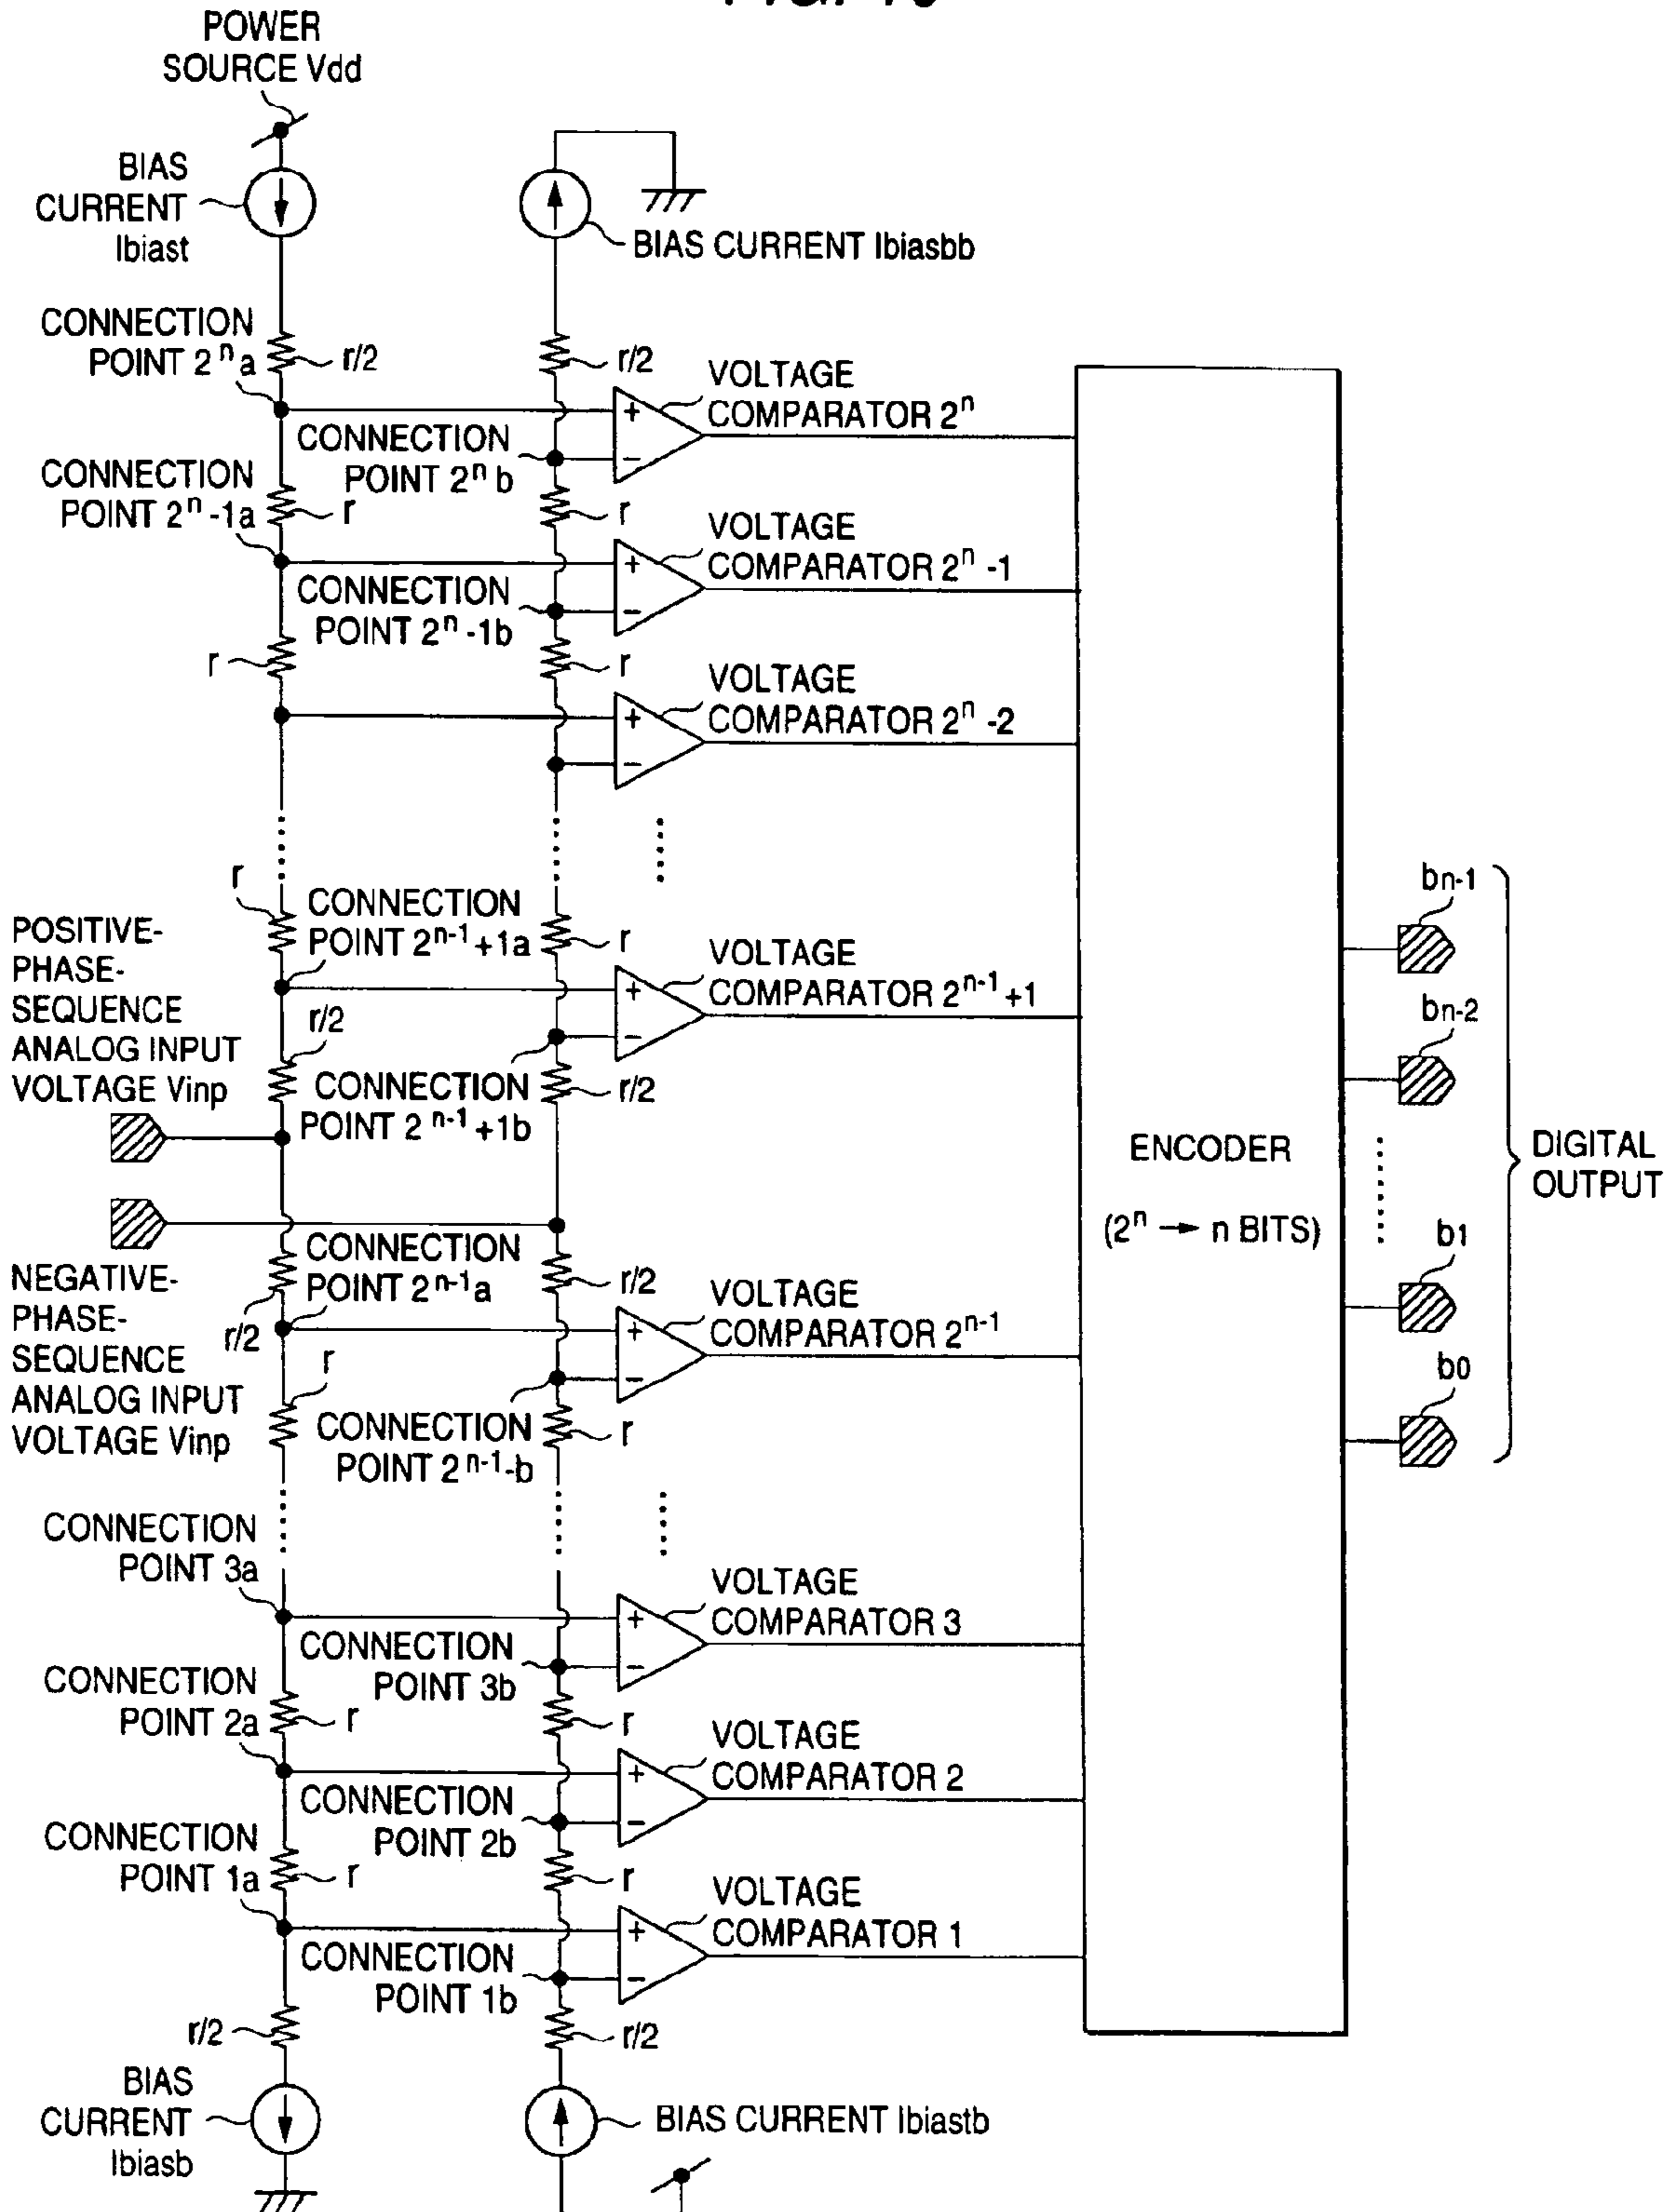 POWER
SOURCE Vdd
BIAS
CURRENT
Ibiast
BIAS CURRENT Ibiasbb
CONNECTION
POINT 2ⁿa
r/2
r/2
VOLTAGE
COMPARATOR 2ⁿ
CONNECTION
POINT 2ⁿb
CONNECTION
POINT 2ⁿ-1a
r
r
VOLTAGE
COMPARATOR 2ⁿ-1
CONNECTION
POINT 2ⁿ-1b
r
r
VOLTAGE
COMPARATOR 2ⁿ-2
r
CONNECTION
POINT 2ⁿ⁻¹+1a
r
VOLTAGE
COMPARATOR 2ⁿ⁻¹+1
POSITIVE-
PHASE-
SEQUENCE
ANALOG INPUT
VOLTAGE Vinp
r/2
CONNECTION
POINT 2ⁿ⁻¹+1b
r/2
ENCODER
(2ⁿ → n BITS)
bn-1
bn-2
b1
b0
DIGITAL
OUTPUT
NEGATIVE-
PHASE-
SEQUENCE
ANALOG INPUT
VOLTAGE Vinp
CONNECTION
POINT 2ⁿ⁻¹a
r/2
r/2
VOLTAGE
COMPARATOR 2ⁿ⁻¹
r
CONNECTION
POINT 2ⁿ⁻¹-b
r
CONNECTION
POINT 3a
VOLTAGE
COMPARATOR 3
CONNECTION
POINT 3b
CONNECTION
POINT 2a
r
r
VOLTAGE
COMPARATOR 2
CONNECTION
POINT 2b
CONNECTION
POINT 1a
r
r
VOLTAGE
COMPARATOR 1
CONNECTION
POINT 1b
r/2
r/2
BIAS
CURRENT
Ibiasb
BIAS CURRENT Ibiastb